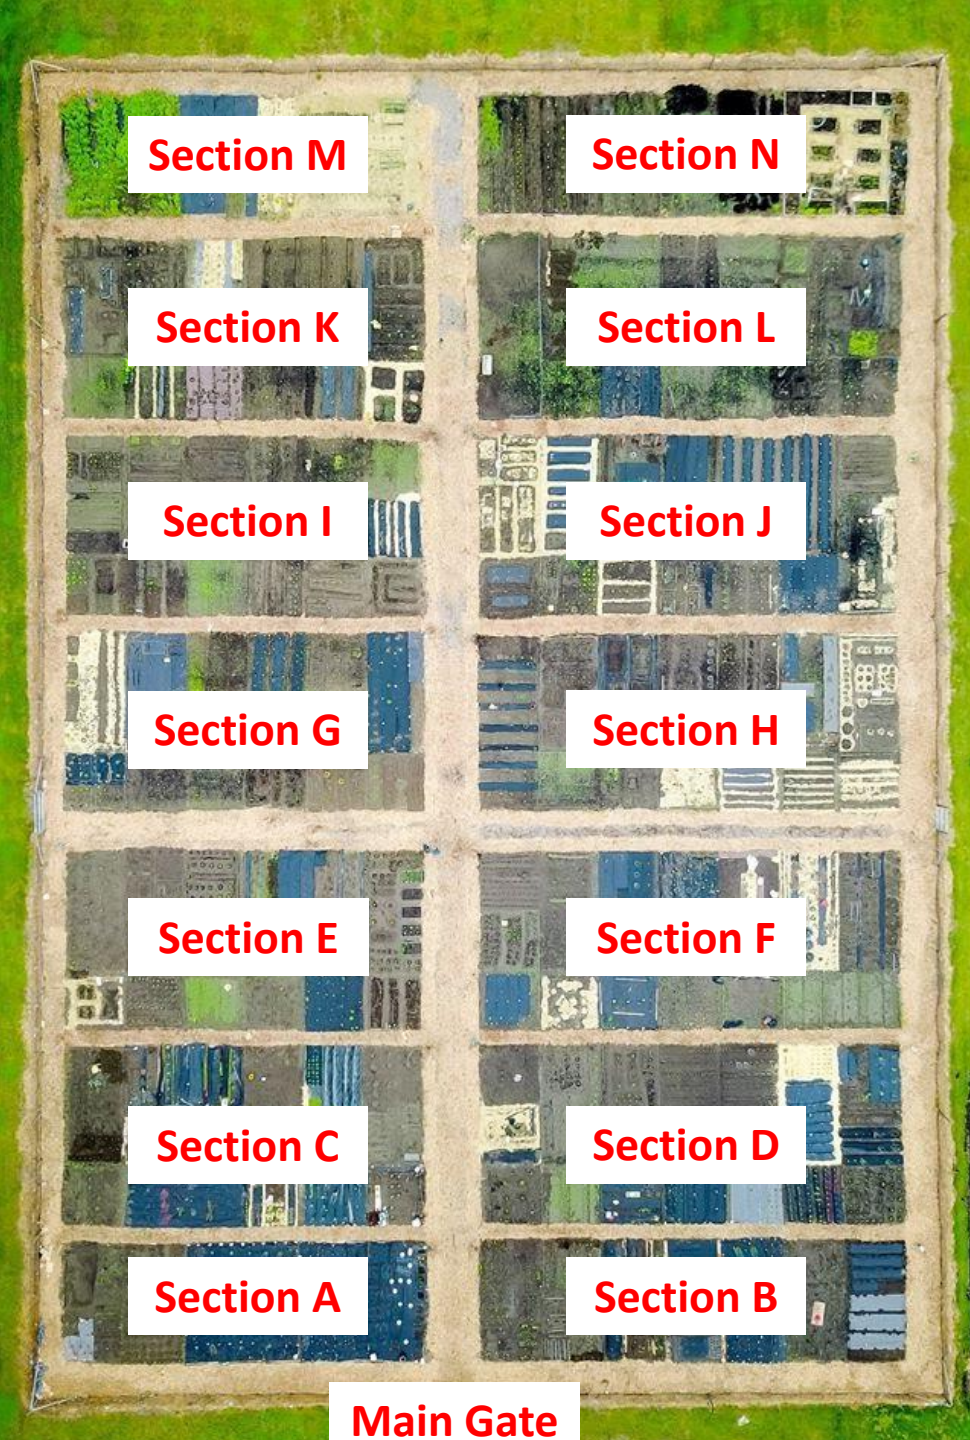 Section M
Section N
Section K
Section L
Section I
Section J
Section G
Section H
Section E
Section F
Section C
Section D
Section A
Section B
Main Gate